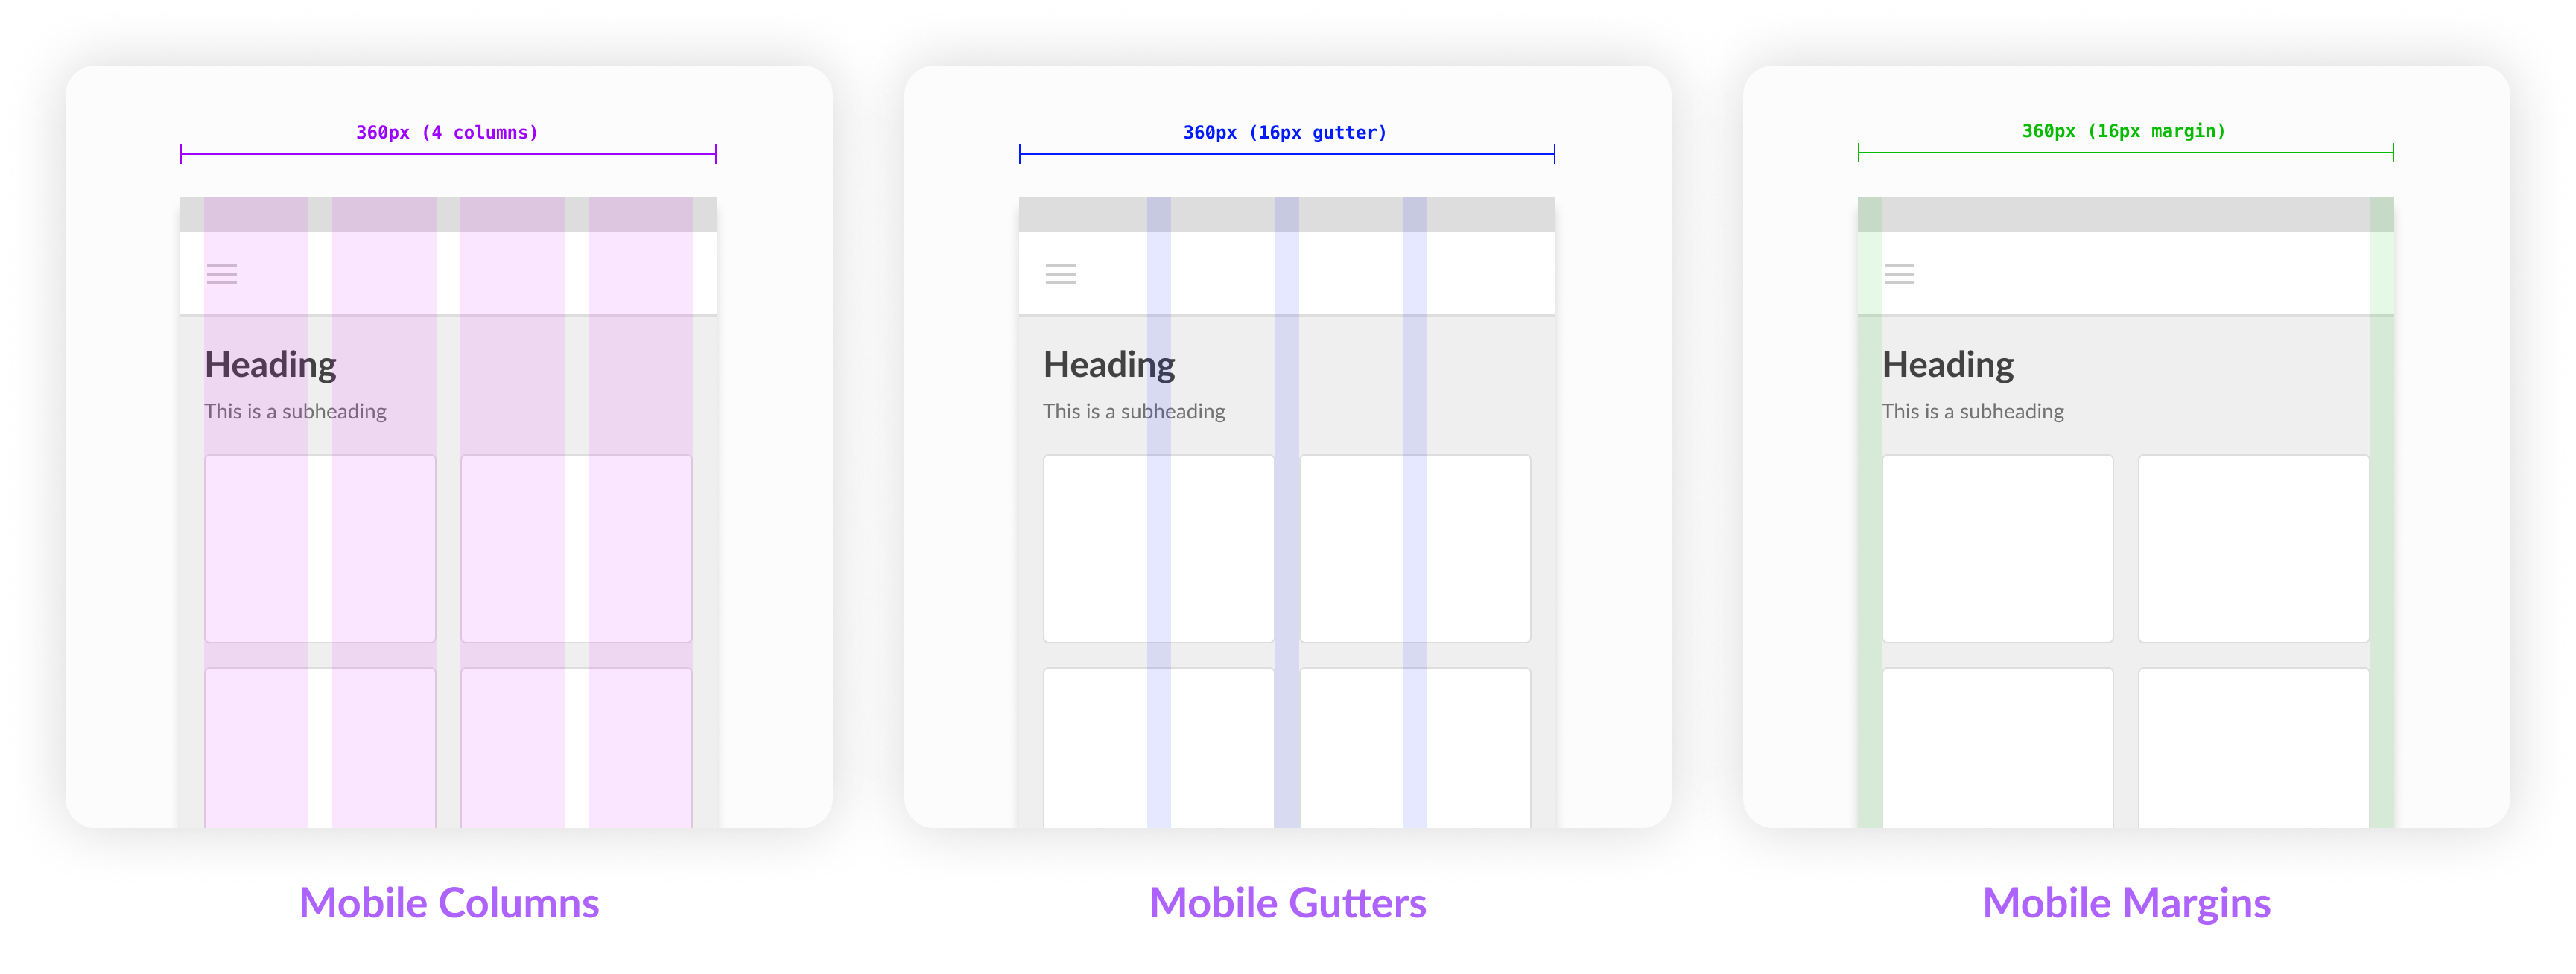 360px (4 columns)
Heading
This is a subheading
Mobile Columns
360px (16px gutter)
Heading
This is a subheading
Mobile Gutters
360px (16px margin)
Heading
This is a subheading
Mobile Margins